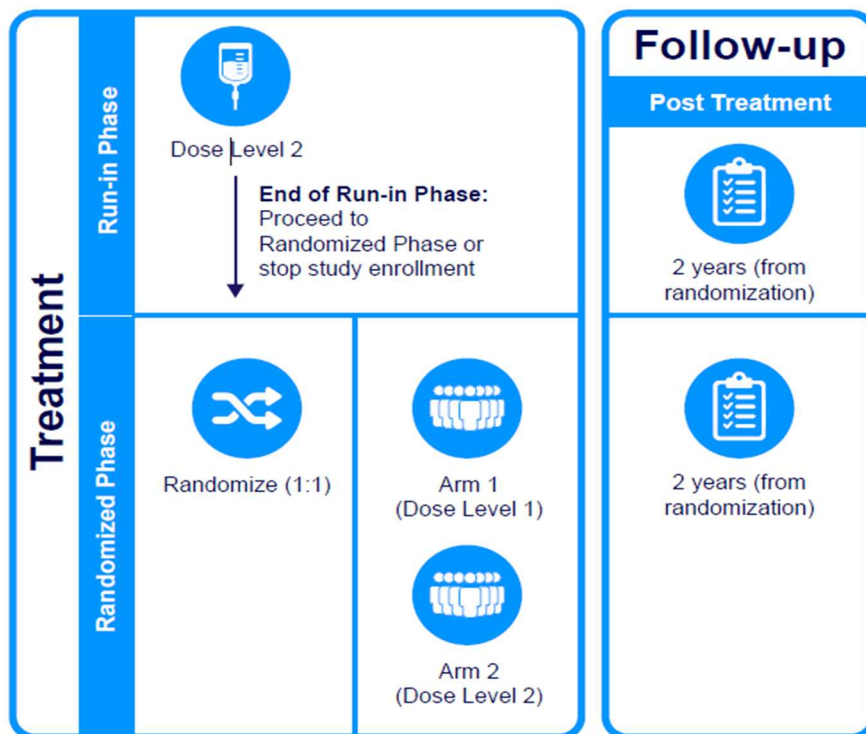 Treatment
Run-in Phase
Dose Level 2
End of Run-in Phase:
Proceed to
Randomized Phase or
stop study enrollment
Randomized Phase
Randomize (1:1)
Arm 1
(Dose Level 1)
Arm 2
(Dose Level 2)
Follow-up
Post Treatment
2 years (from
randomization)
2 years (from
randomization)